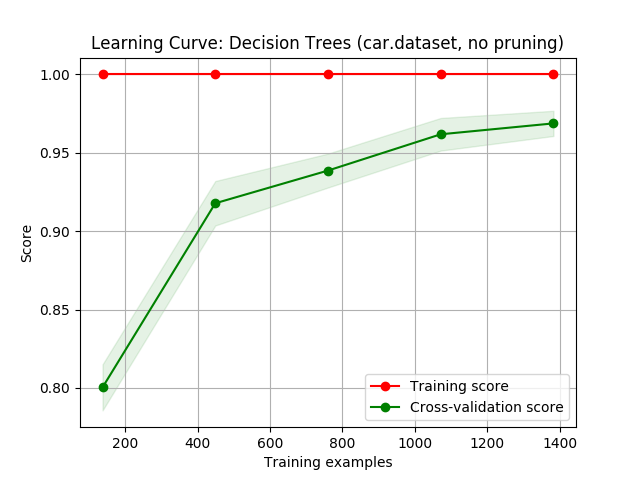 Learning Curve: Decision Trees (car.dataset, no pruning)
1.00
0.95
0.90
0.85
0.80
Score
200 400 600 800 1000 1200 1400
Training examples
Training score
Cross-validation score